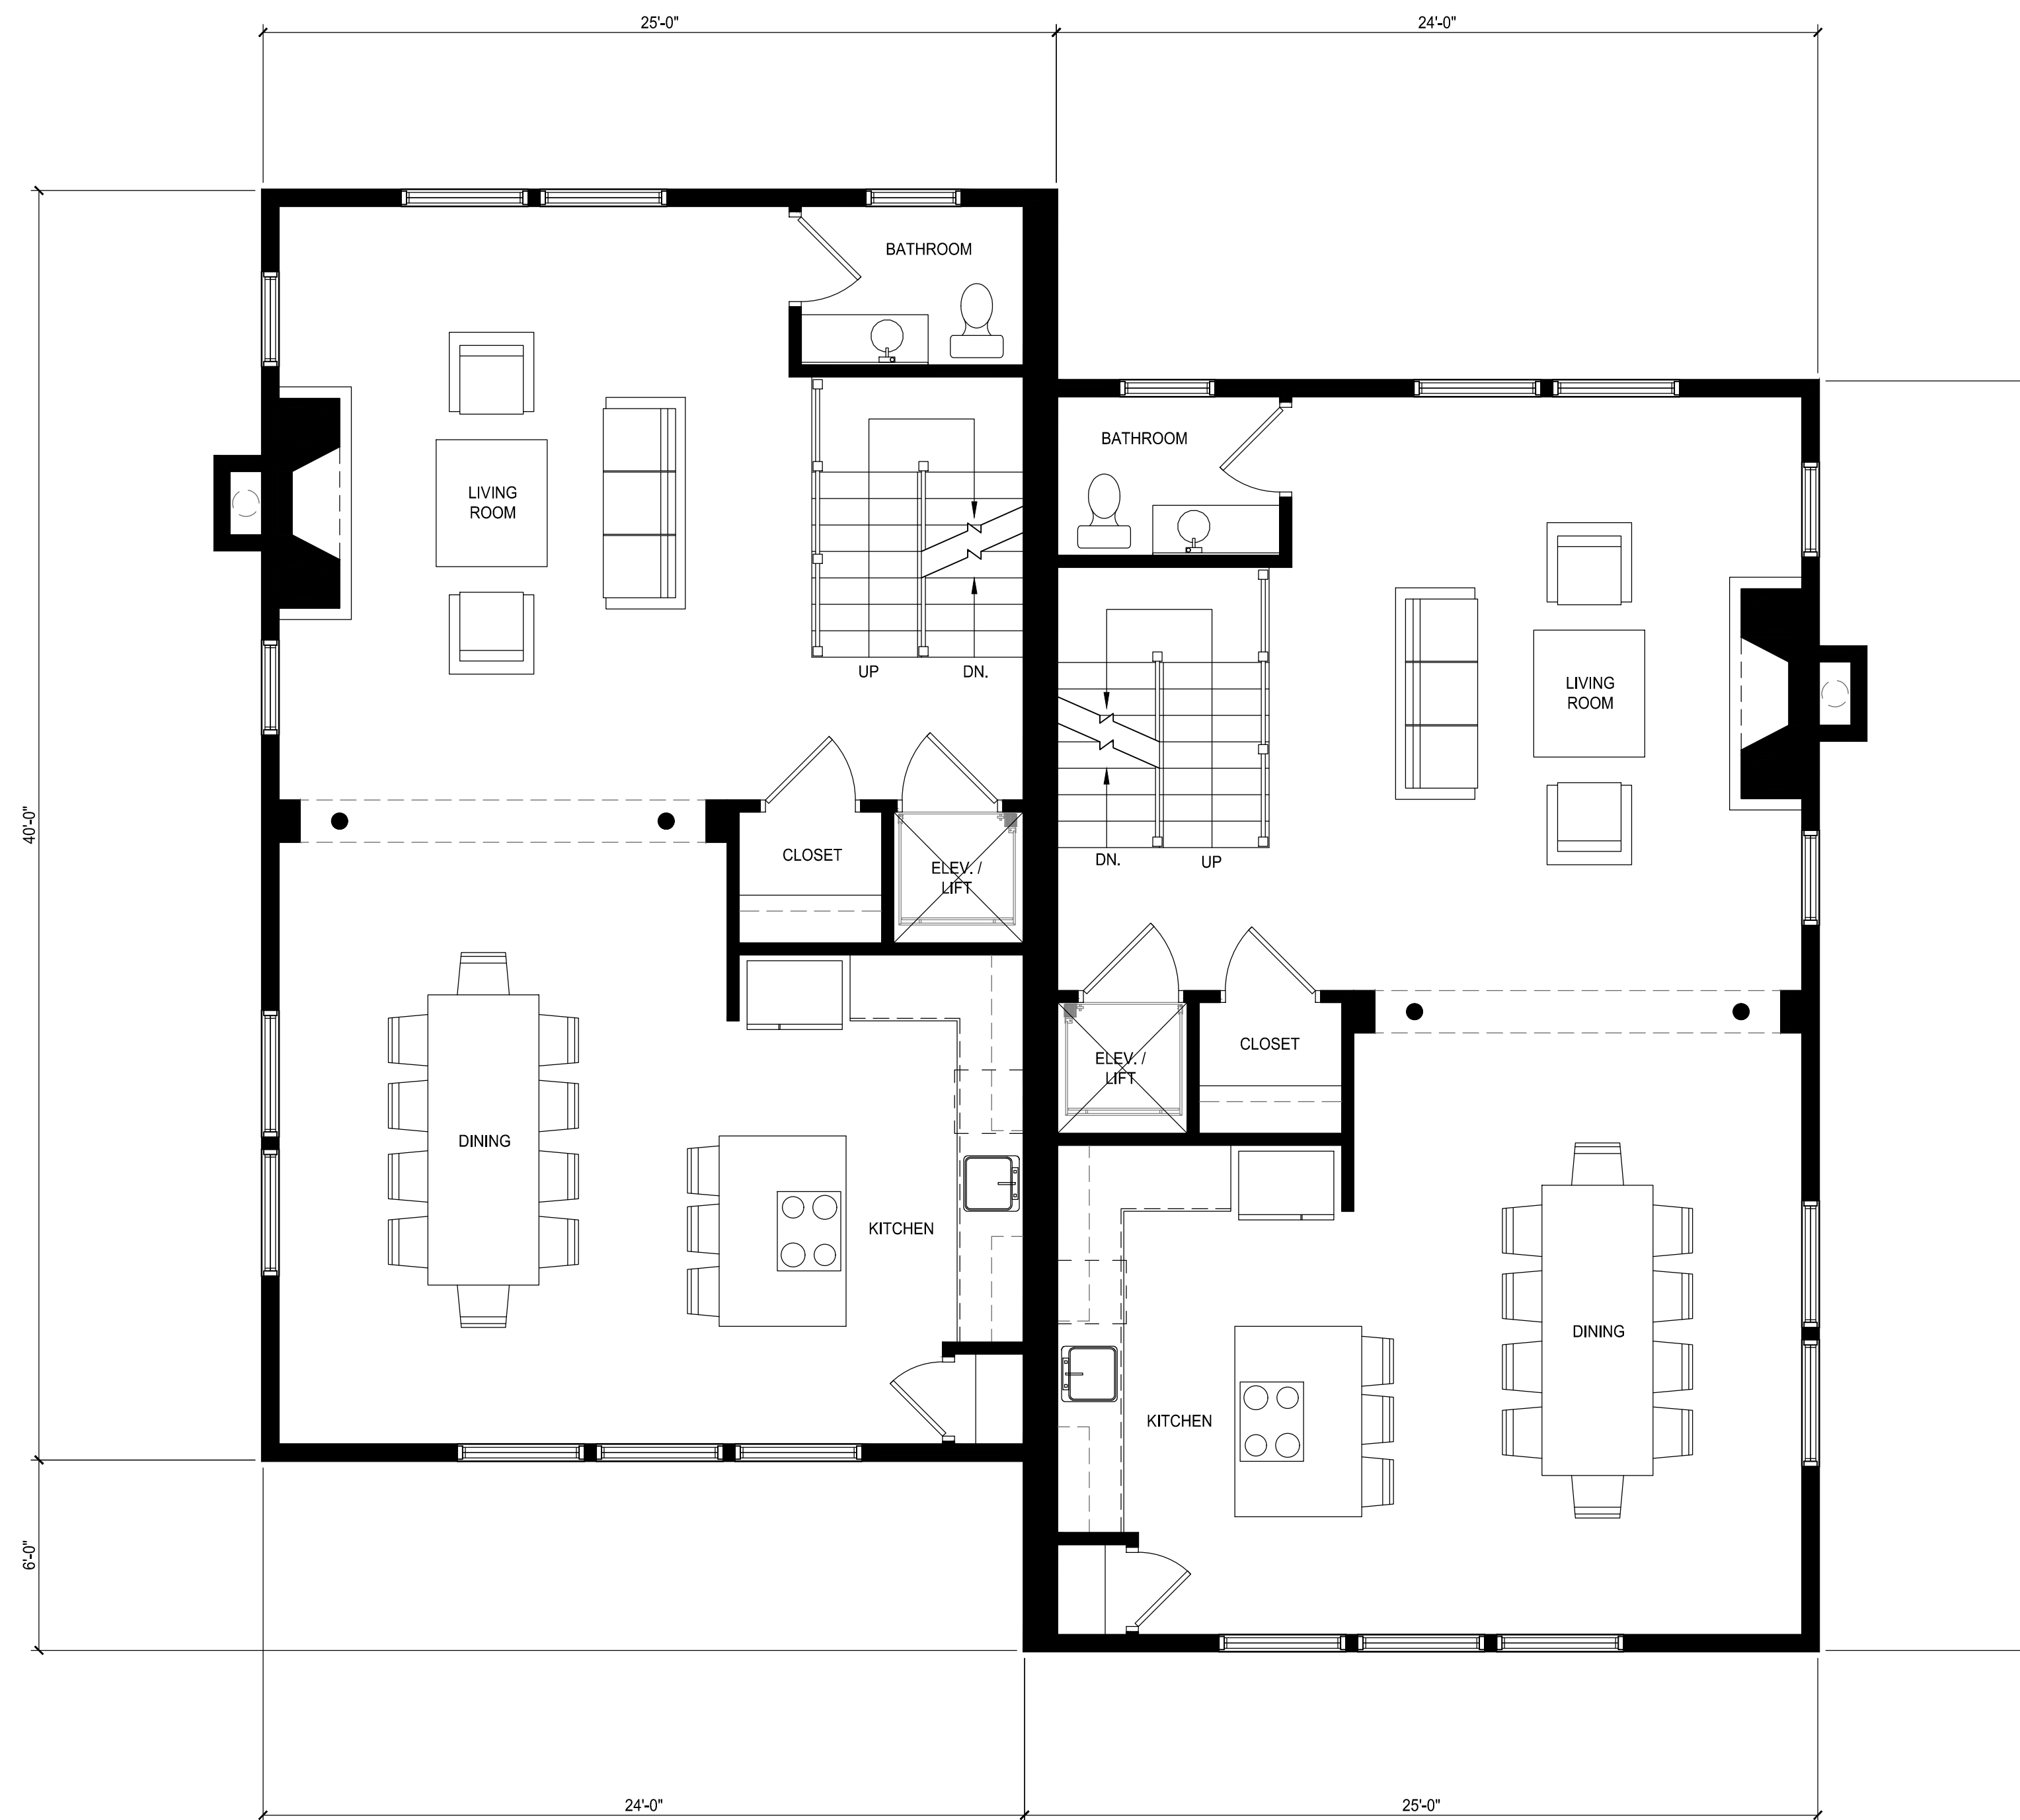 25'-0"
24'-0"
BATHROOM
BATHROOM
LIVING
ROOM
UP
DN.
LIVING
ROOM
40'-0"
CLOSET
ELEV. /
LIFT
DN.
UP
CLOSET
ELEV. /
LIFT
DINING
KITCHEN
DINING
KITCHEN
6'-0"
24'-0"
25'-0"